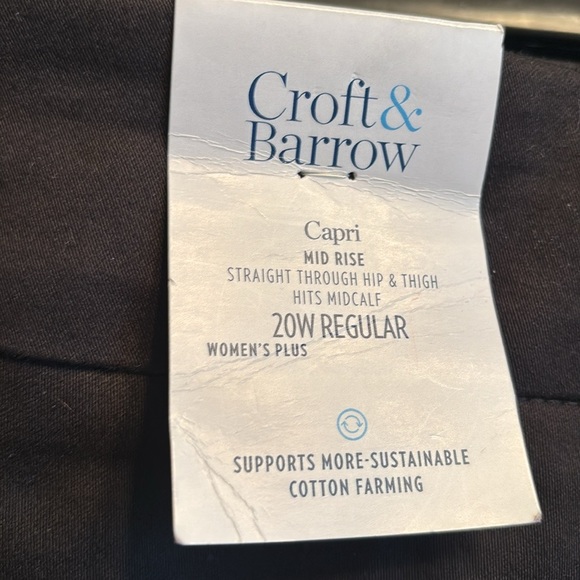 Croft&
Barrow
Capri
MID RISE
STRAIGHT THROUGH HIP & THIGH
HITS MIDCALF
20W REGULAR
WOMEN'S PLUS
SUPPORTS MORE-SUSTAINABLE
COTTON FARMING